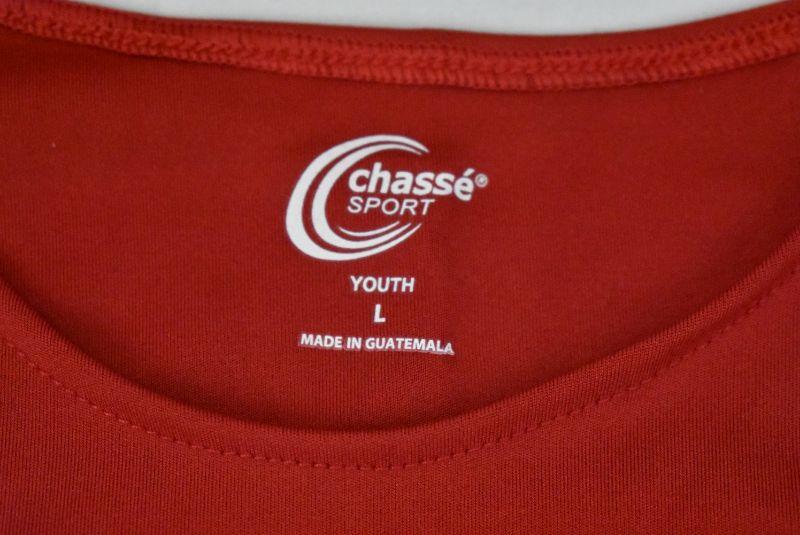 chassé®
SPORT
YOUTH
L
MADE IN GUATEMALA